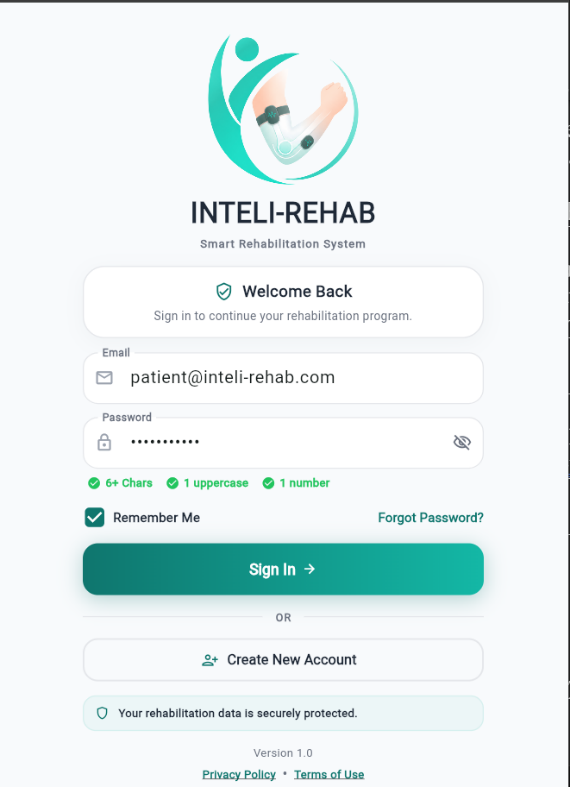 INTELI-REHAB
Smart Rehabilitation System
Welcome Back
Sign in to continue your rehabilitation program.
Email
patient@inteli-rehab.com
Password
•••••••••••
6+ Chars 1 uppercase 1 number
Remember Me Forgot Password?
Sign In →
OR
Create New Account
Your rehabilitation data is securely protected.
Version 1.0
Privacy Policy • Terms of Use